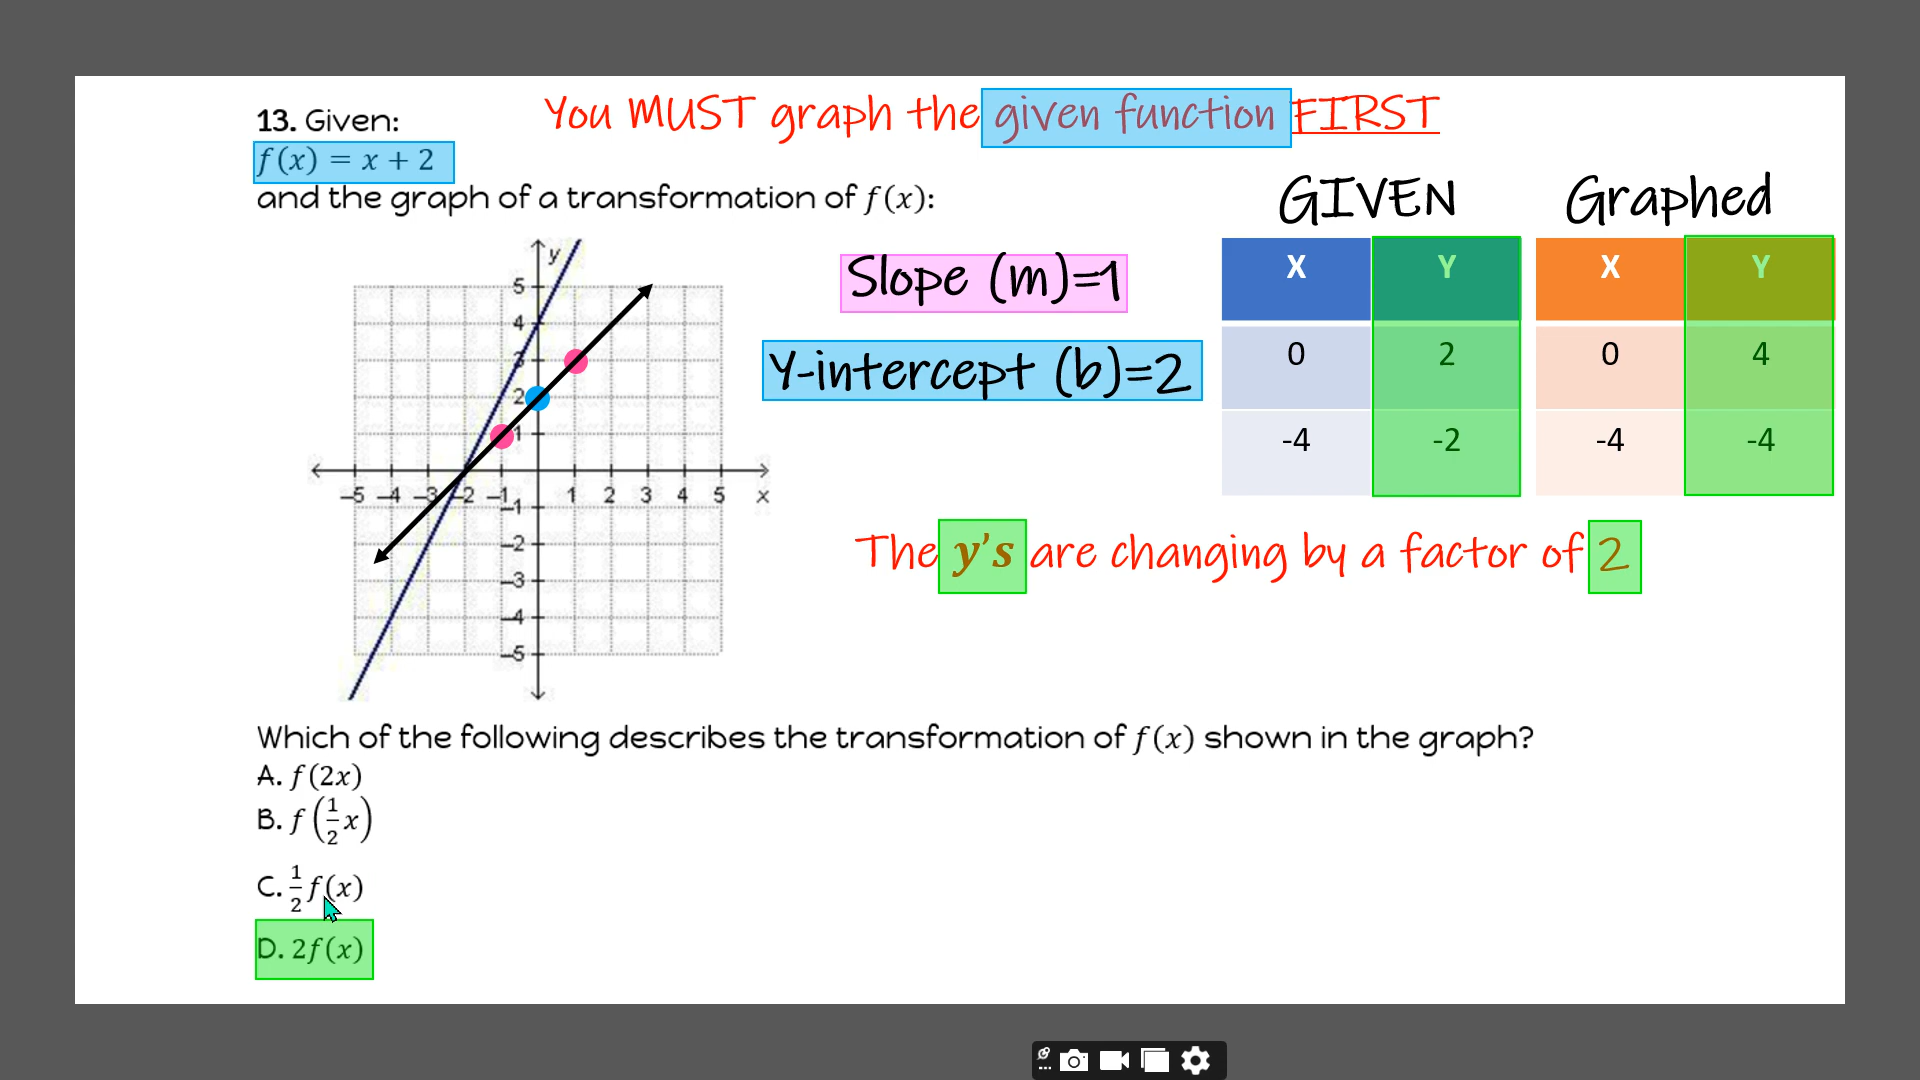 You MUST graph the given function FIRST
13. Given:
f(x) = x + 2
and the graph of a transformation of f(x):
GIVEN Graphed
Slope (m)=1
Y-intercept (b)=2
X Y X Y
0 2 0 4
-4 -2 -4 -4
y
5
4
3
2
1
–5 –4 –3 –2 –1 1 2 3 4 5 x
–1
–2
–3
–4
–5
The y's are changing by a factor of 2
Which of the following describes the transformation of f(x) shown in the graph?
A. f(2x)
B. f(1/2 x)
C. 1/2 f(x)
D. 2f(x)